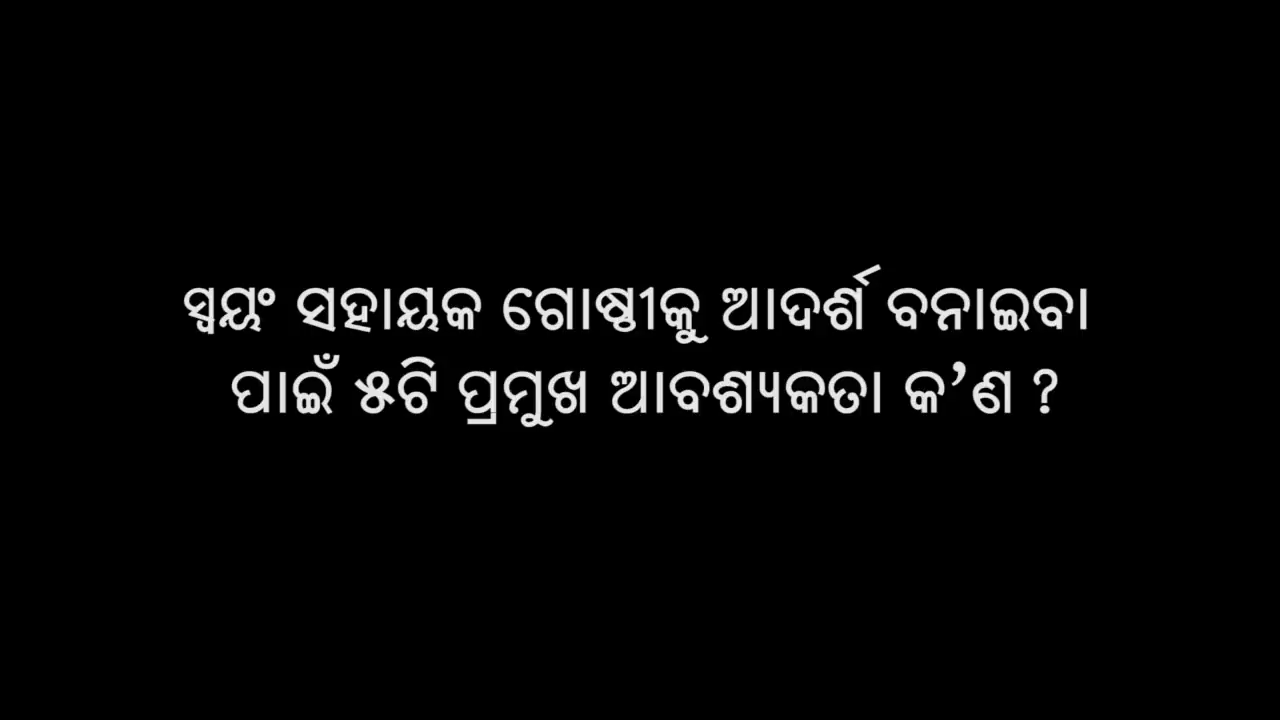 ସ୍ୱୟଂ ସହାୟକ ଗୋଷ୍ଠୀକୁ ଆଦର୍ଶ ବନାଇବା
ପାଇଁ ୫ଟି ପ୍ରମୁଖ ଆବଶ୍ୟକତା କ’ଣ ?